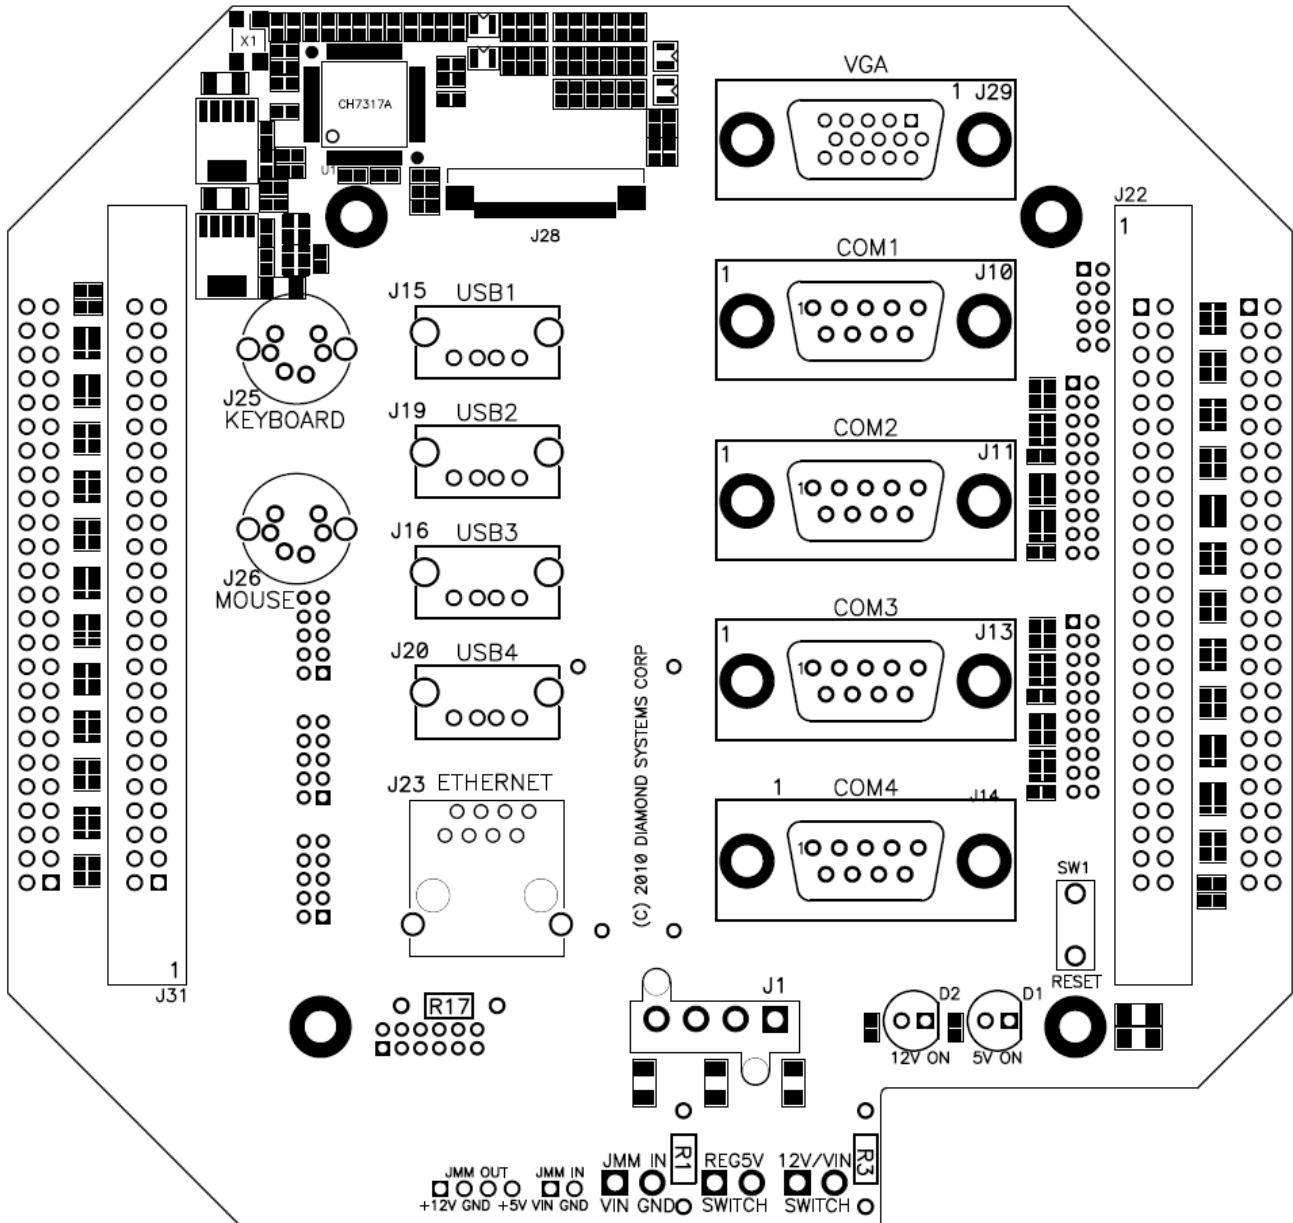 X1
CH7317A
U1
VGA
1 J29
J28
J22
1
COM1
1
J10
1
J15 USB1
J25
KEYBOARD
J19 USB2
COM2
1
J11
1
J16 USB3
J26
MOUSE
COM3
1
J13
1
J20 USB4
(C) 2010 DIAMOND SYSTEMS CORP
J23 ETHERNET
1 COM4
J14
1
SW1
RESET
1
J31
R17
J1
D2
D1
12V ON
5V ON
JMM OUT
+12V GND +5V
JMM IN
VIN GND
JMM IN
VIN GND
R1
REG5V
SWITCH
12V/VIN
SWITCH
R3